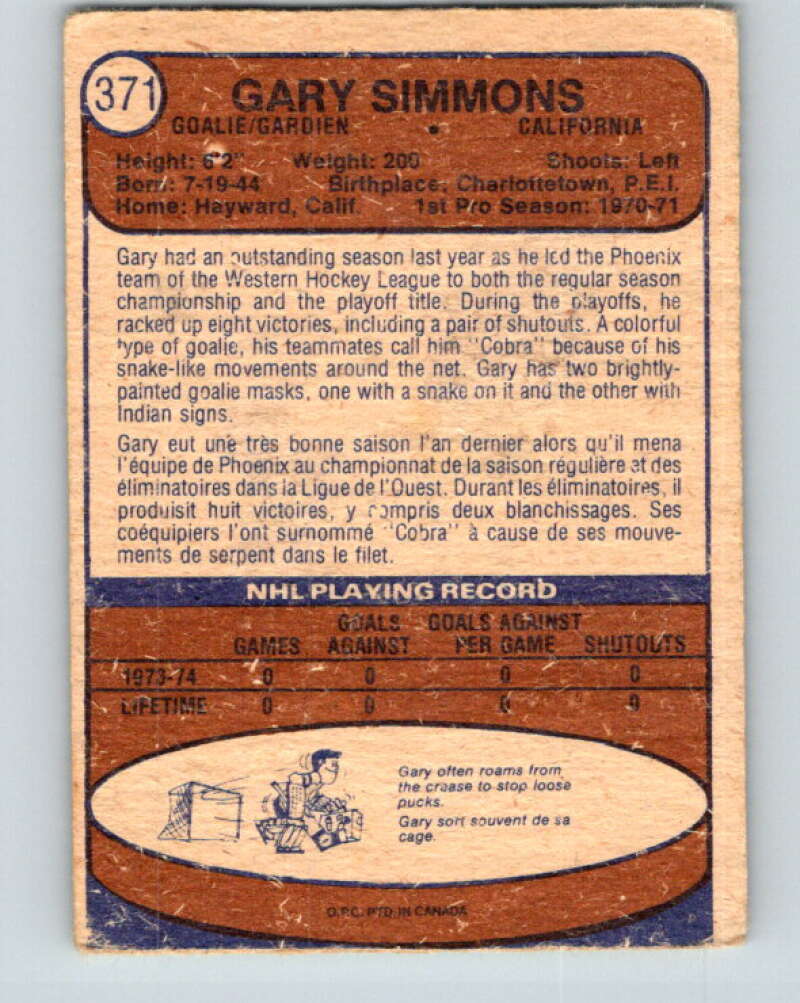 371
GARY SIMMONS
GOALIE/GARDIEN • CALIFORNIA
Height: 6'2" Weight: 200 Shoots: Left
Born: 7-19-44 Birthplace: Charlottetown, P.E.I.
Home: Hayward, Calif. 1st Pro Season: 1970-71
Gary had an outstanding season last year as he led the Phoenix
team of the Western Hockey League to both the regular season
championship and the playoff title. During the playoffs, he
racked up eight victories, including a pair of shutouts. A colorful
type of goalie, his teammates call him "Cobra" because of his
snake-like movements around the net. Gary has two brightly-
painted goalie masks, one with a snake on it and the other with
Indian signs.
Gary eut une très bonne saison l'an dernier alors qu'il mena
l'équipe de Phoenix au championnat de la saison régulière et des
éliminatoires dans la Ligue de l'Ouest. Durant les éliminatoires, il
produisit huit victoires, y compris deux blanchissages. Ses
coéquipiers l'ont surnommé "Cobra" à cause de ses mouve-
ments de serpent dans le filet.
NHL PLAYING RECORD
GOALS GOALS AGAINST
GAMES AGAINST PER GAME SHUTOUTS
1973-74 0 0 0 0
LIFETIME 0 0 0 0
Gary often roams from
the crease to stop loose
pucks.
Gary sort souvent de sa
cage.
O.P.C. PTD. IN CANADA